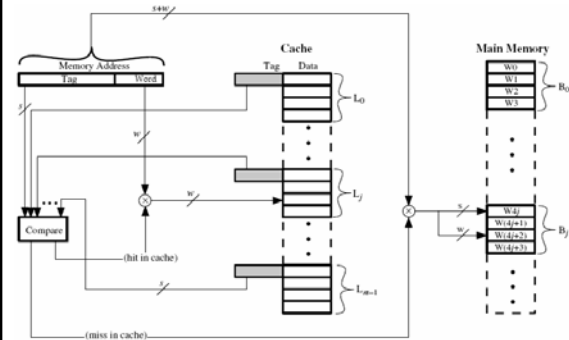 s+w
Cache
Main Memory
Memory Address
Tag Word
Tag Data
W0
W1
W2
W3
B0
L0
s
w
w
Lj
s
w
W4j
W(4j+1)
W(4j+2)
W(4j+3)
Bj
...
Compare
(hit in cache)
s
Lm–1
(miss in cache)